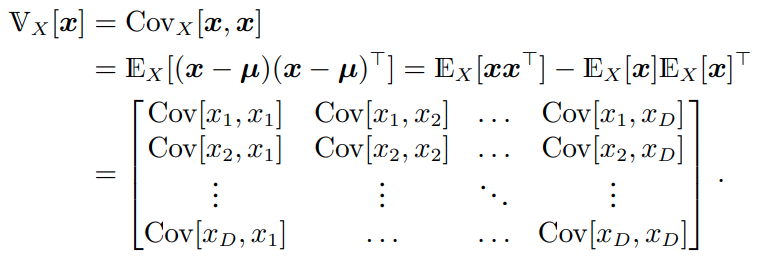 𝕍_X[𝒙] = Cov_X[𝒙, 𝒙]
= 𝔼_X[(𝒙 − 𝝁)(𝒙 − 𝝁)^⊤] = 𝔼_X[𝒙𝒙^⊤] − 𝔼_X[𝒙]𝔼_X[𝒙]^⊤
= [ Cov[x_1, x_1] Cov[x_1, x_2] … Cov[x_1, x_D]
Cov[x_2, x_1] Cov[x_2, x_2] … Cov[x_2, x_D]
⋮ ⋮ ⋱ ⋮
Cov[x_D, x_1] … … Cov[x_D, x_D] ] .